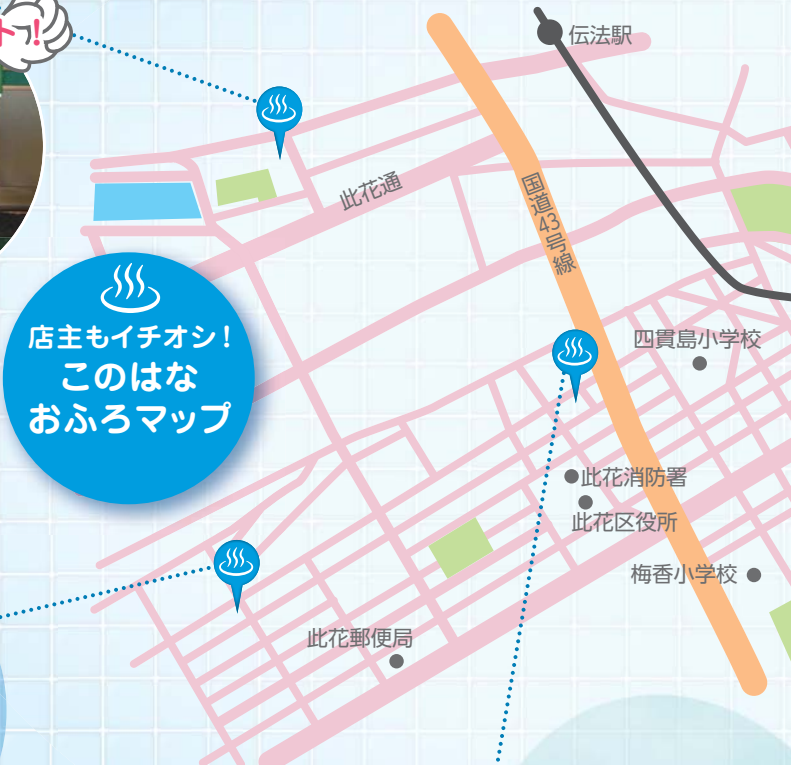 ト！
伝法駅
此花通
国道43号線
店主もイチオシ！
このはな
おふろマップ
四貫島小学校
此花消防署
此花区役所
梅香小学校
此花郵便局